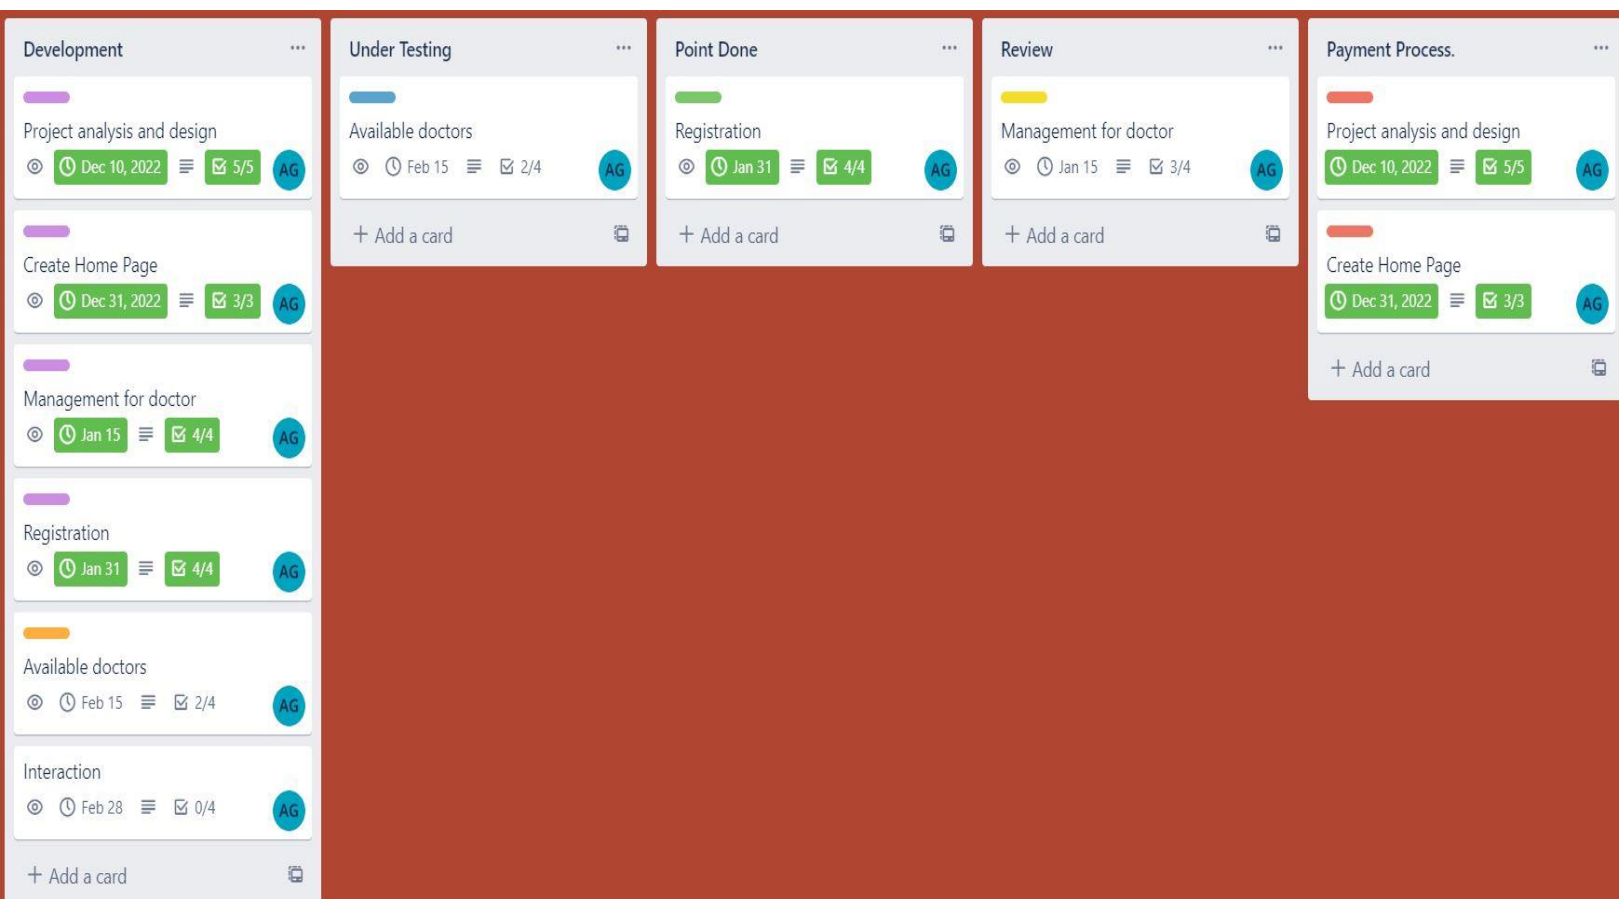 Development
Project analysis and design
Dec 10, 2022 5/5 AG
Create Home Page
Dec 31, 2022 3/3 AG
Management for doctor
Jan 15 4/4 AG
Registration
Jan 31 4/4 AG
Available doctors
Feb 15 2/4 AG
Interaction
Feb 28 0/4 AG
+ Add a card
Under Testing
Available doctors
Feb 15 2/4 AG
+ Add a card
Point Done
Registration
Jan 31 4/4 AG
+ Add a card
Review
Management for doctor
Jan 15 3/4 AG
+ Add a card
Payment Process.
Project analysis and design
Dec 10, 2022 5/5 AG
Create Home Page
Dec 31, 2022 3/3 AG
+ Add a card